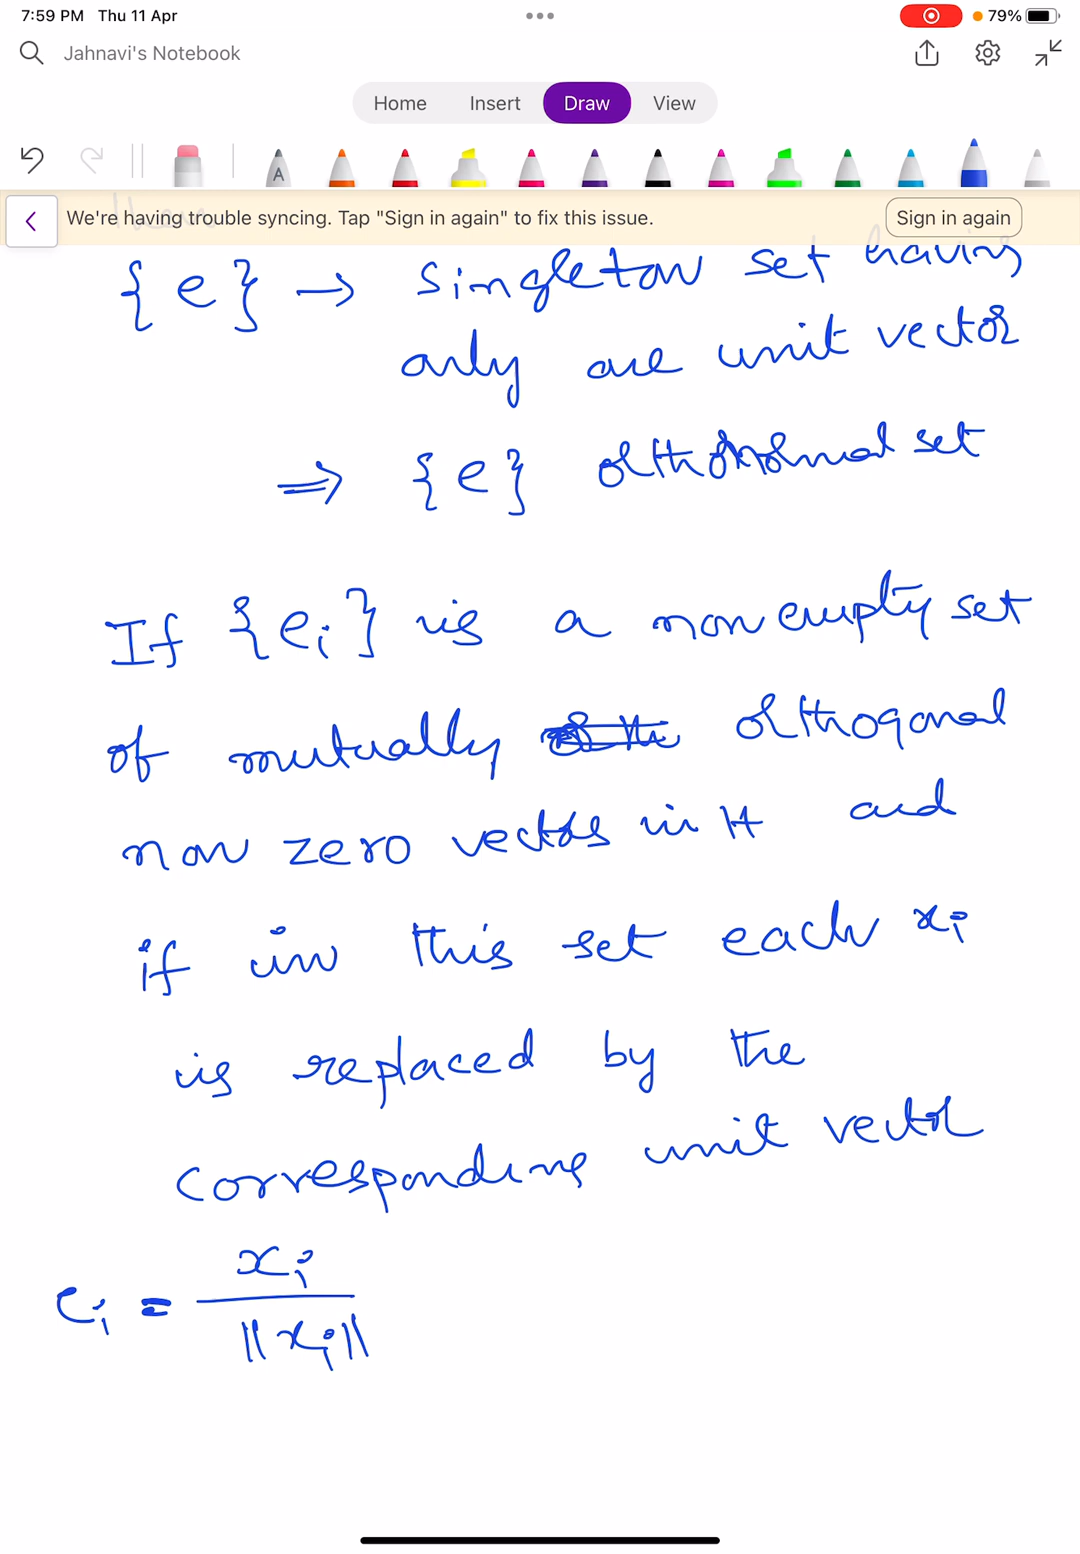 7:59 PM Thu 11 Apr
79%
Jahnavi's Notebook
Home Insert Draw View
A
We're having trouble syncing. Tap "Sign in again" to fix this issue. Sign in again
{e} → singleton set having
only one unit vector
⇒ {e} orthonormal set
If {ei} is a non empty set
of mutually orthogonal
non zero vectors in H and
if in this set each xi
is replaced by the
corresponding unit vector
ei = xi / ||xi||